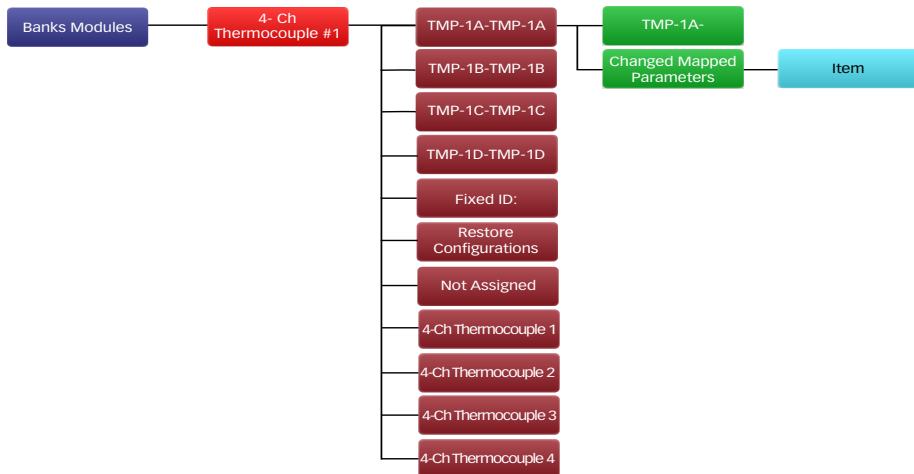 Banks Modules
4- Ch
Thermocouple #1
TMP-1A-TMP-1A
TMP-1A-
TMP-1B-TMP-1B
Changed Mapped
Parameters
Item
TMP-1C-TMP-1C
TMP-1D-TMP-1D
Fixed ID:
Restore
Configurations
Not Assigned
4-Ch Thermocouple 1
4-Ch Thermocouple 2
4-Ch Thermocouple 3
4-Ch Thermocouple 4